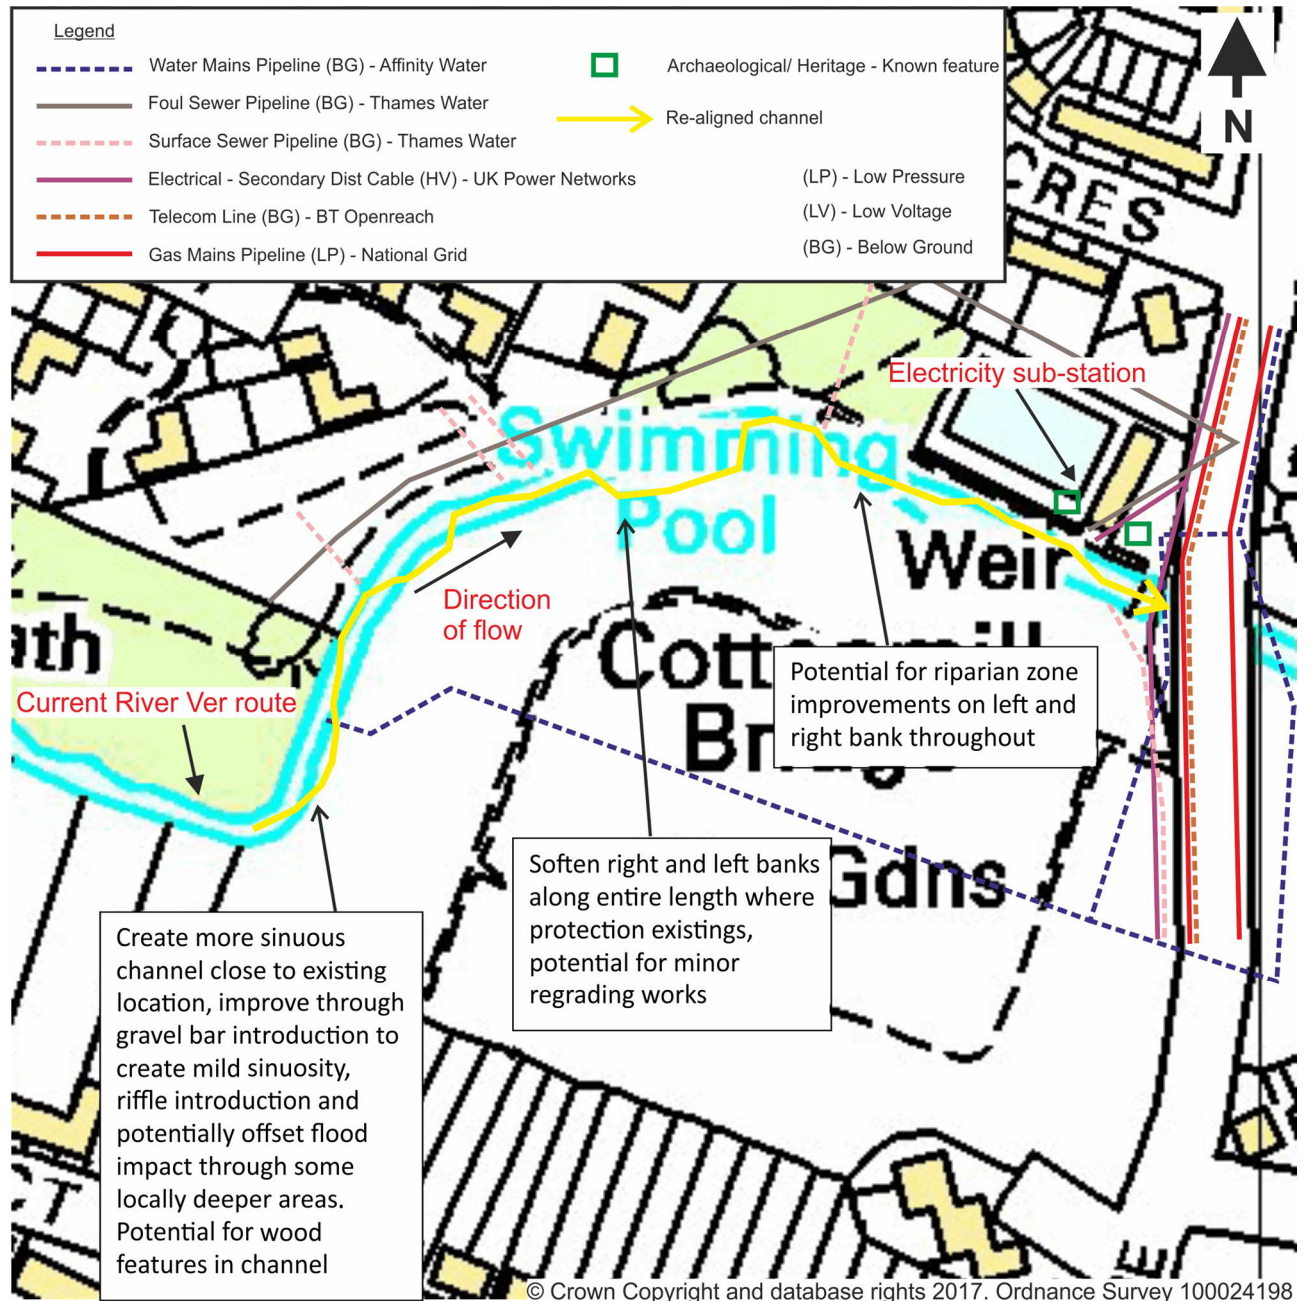 Legend
Water Mains Pipeline (BG) - Affinity Water
Foul Sewer Pipeline (BG) - Thames Water
Surface Sewer Pipeline (BG) - Thames Water
Electrical - Secondary Dist Cable (HV) - UK Power Networks
Telecom Line (BG) - BT Openreach
Gas Mains Pipeline (LP) - National Grid
Archaeological/ Heritage - Known feature
Re-aligned channel
(LP) - Low Pressure
(LV) - Low Voltage
(BG) - Below Ground
N
CRES
Electricity sub-station
Swimming
Pool
Weir
Direction
of flow
ath
Current River Ver route
Potential for riparian zone
improvements on left and
right bank throughout
Gdns
Soften right and left banks
along entire length where
protection existings,
potential for minor
regrading works
Create more sinuous
channel close to existing
location, improve through
gravel bar introduction to
create mild sinuosity,
riffle introduction and
potentially offset flood
impact through some
locally deeper areas.
Potential for wood
features in channel
© Crown Copyright and database rights 2017. Ordnance Survey 100024198